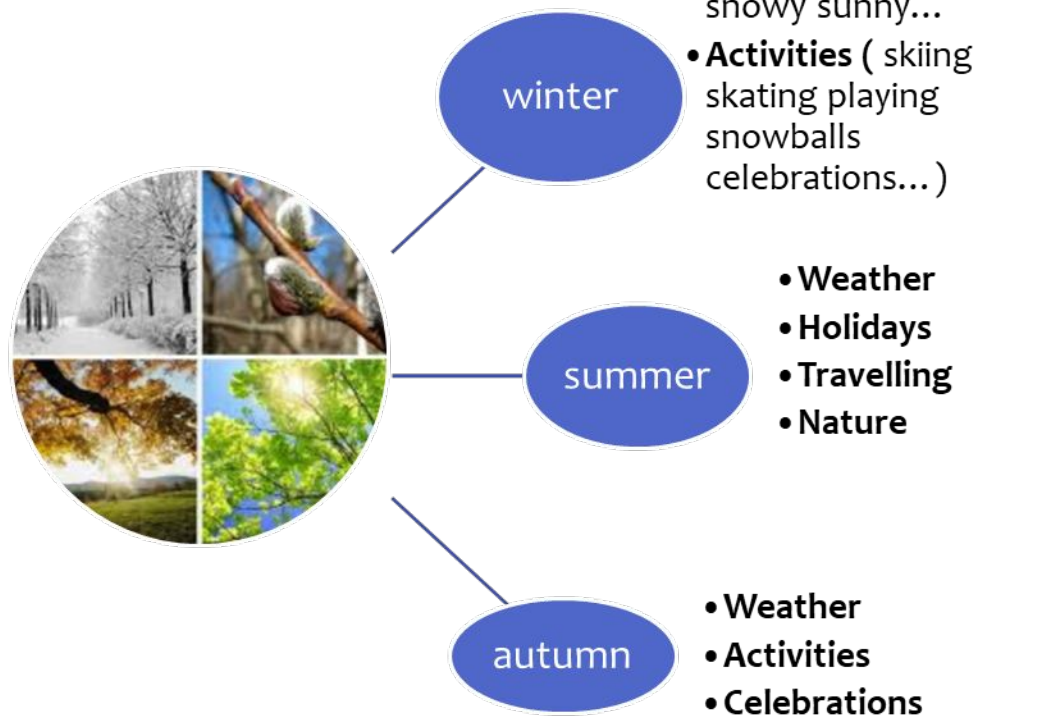 snowy sunny...
•Activities ( skiing
skating playing
snowballs
celebrations... )
winter
•Weather
•Holidays
•Travelling
•Nature
summer
•Weather
•Activities
•Celebrations
autumn